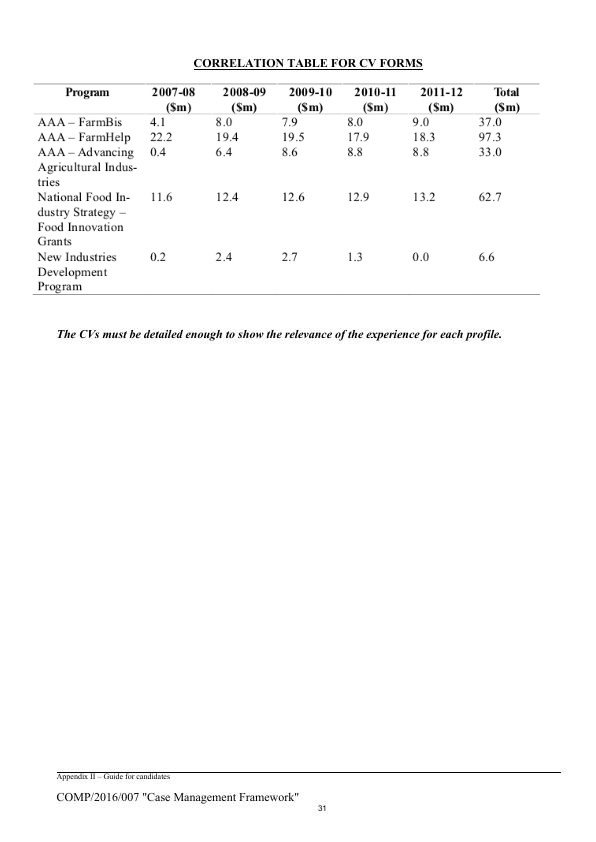 CORRELATION TABLE FOR CV FORMS
Program 2007-08 2008-09 2009-10 2010-11 2011-12 Total
($m) ($m) ($m) ($m) ($m) ($m)
AAA – FarmBis 4.1 8.0 7.9 8.0 9.0 37.0
AAA – FarmHelp 22.2 19.4 19.5 17.9 18.3 97.3
AAA – Advancing 0.4 6.4 8.6 8.8 8.8 33.0
Agricultural Indus-
tries
National Food In- 11.6 12.4 12.6 12.9 13.2 62.7
dustry Strategy –
Food Innovation
Grants
New Industries 0.2 2.4 2.7 1.3 0.0 6.6
Development
Program
The CVs must be detailed enough to show the relevance of the experience for each profile.
Appendix II – Guide for candidates
COMP/2016/007 "Case Management Framework"
31